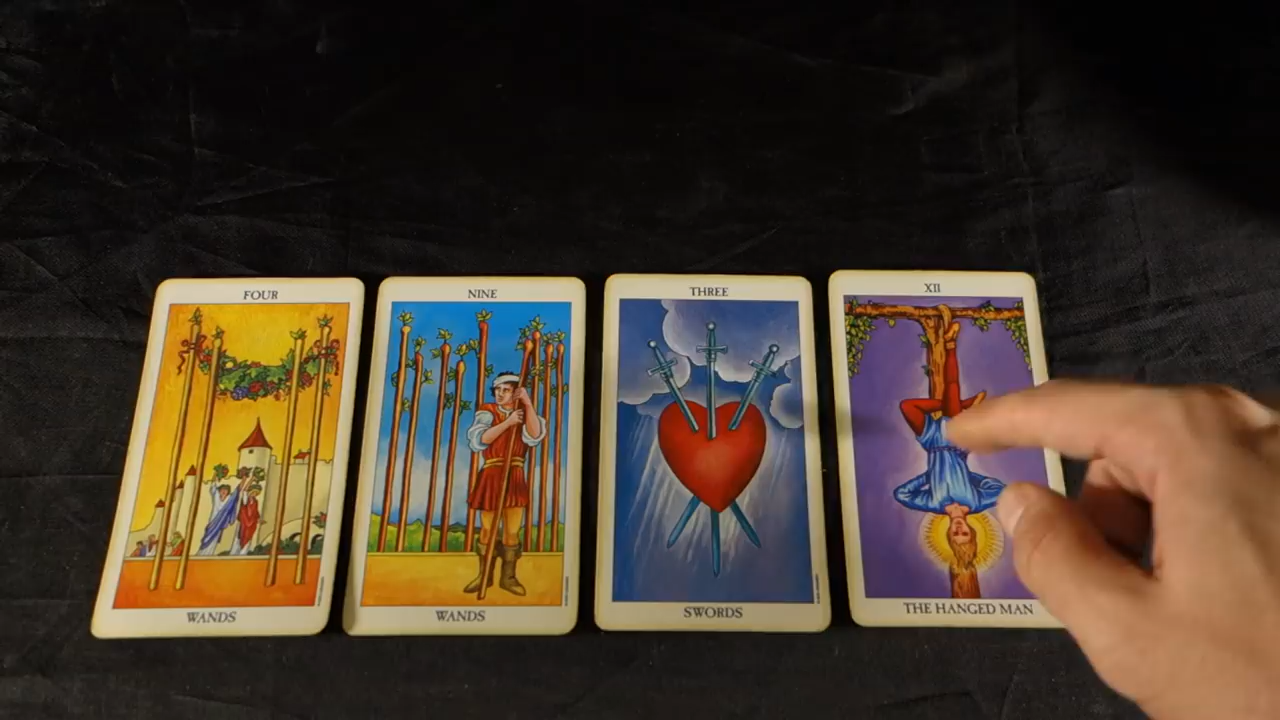 FOUR
WANDS
NINE
WANDS
THREE
SWORDS
XII
THE HANGED MAN